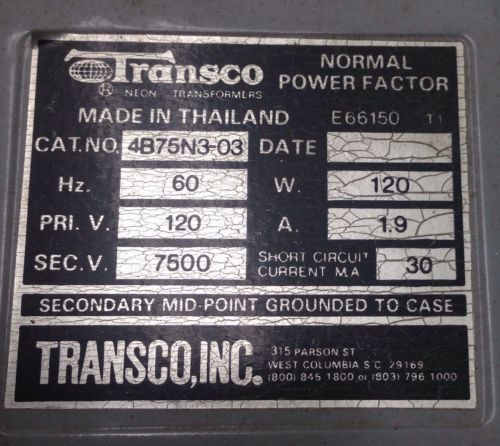 Transco NORMAL
® NEON TRANSFORMERS POWER FACTOR
MADE IN THAILAND E66150 T1
CAT.NO. 4B75N3-03 DATE
Hz. 60 W. 120
PRI. V. 120 A. 1.9
SEC. V. 7500 SHORT CIRCUIT CURRENT M.A 30
SECONDARY MID-POINT GROUNDED TO CASE
TRANSCO, INC. 315 PARSON ST
WEST COLUMBIA S C 29169
(800) 845 1800 or (803) 796 1000